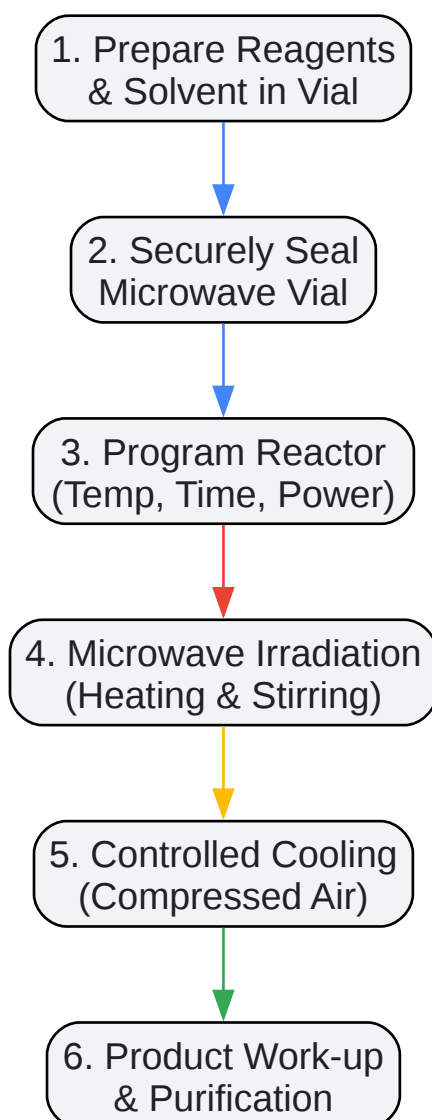 1. Prepare Reagents
& Solvent in Vial
2. Securely Seal
Microwave Vial
3. Program Reactor
(Temp, Time, Power)
4. Microwave Irradiation
(Heating & Stirring)
5. Controlled Cooling
(Compressed Air)
6. Product Work-up
& Purification